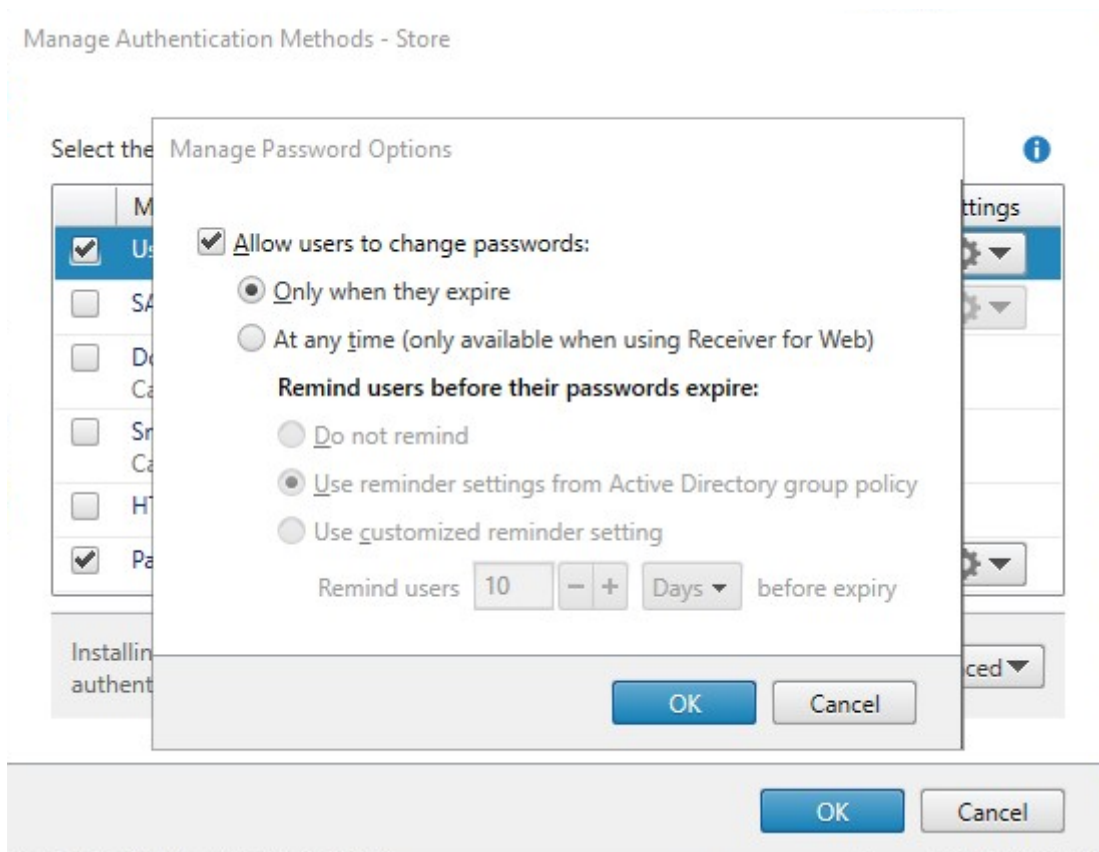 Manage Authentication Methods - Store
Select the
Manage Password Options
M
ttings
Allow users to change passwords:
Us
Only when they expire
SA
At any time (only available when using Receiver for Web)
Do
Ca
Remind users before their passwords expire:
Do not remind
Sr
Ca
Use reminder settings from Active Directory group policy
HT
Use customized reminder setting
Pa
Remind users 10 - + Days before expiry
Installin
authent
ced
OK Cancel
OK Cancel